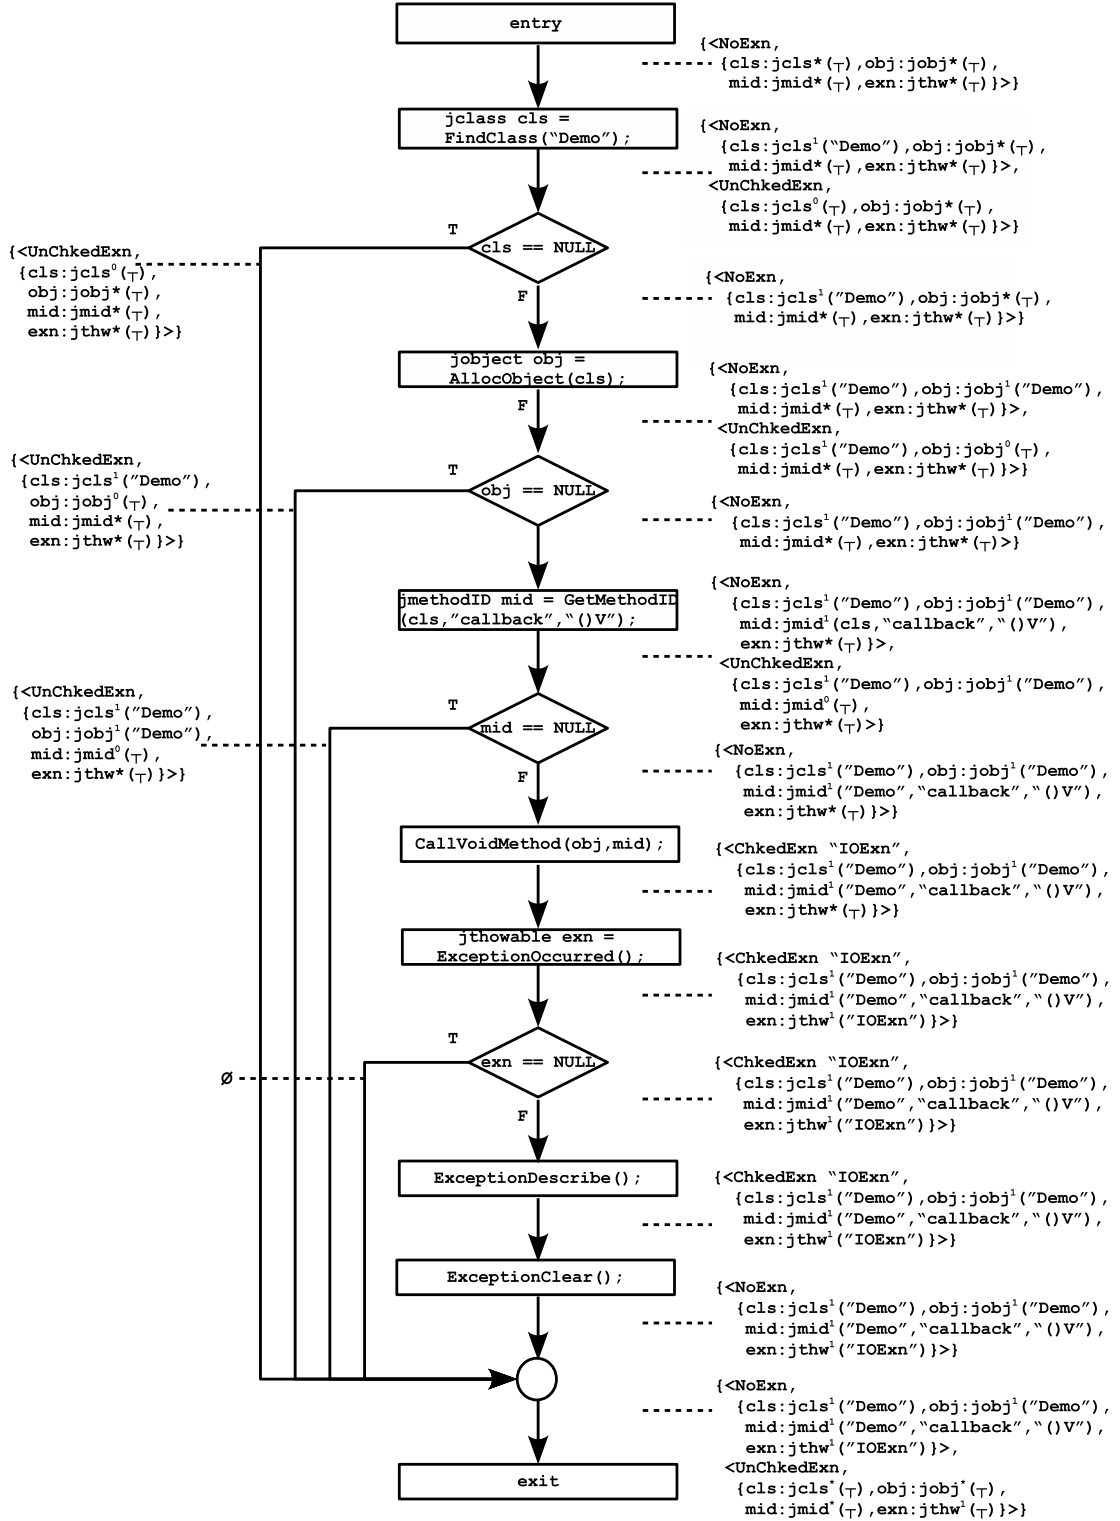 entry
{<NoExn,
{cls:jcls*(┬),obj:jobj*(┬),
mid:jmid*(┬),exn:jthw*(┬)}>}
jclass cls =
FindClass(“Demo”);
{<NoExn,
{cls:jcls¹(“Demo”),obj:jobj*(┬),
mid:jmid*(┬),exn:jthw*(┬)}>,
<UnChkedExn,
{cls:jcls⁰(┬),obj:jobj*(┬),
mid:jmid*(┬),exn:jthw*(┬)}>}
T
cls == NULL
F
{<UnChkedExn,
{cls:jcls⁰(┬),
obj:jobj*(┬),
mid:jmid*(┬),
exn:jthw*(┬)}>}
{<NoExn,
{cls:jcls¹(”Demo”),obj:jobj*(┬),
mid:jmid*(┬),exn:jthw*(┬)}>}
jobject obj =
AllocObject(cls);
F
{<NoExn,
{cls:jcls¹(”Demo”),obj:jobj¹(”Demo”),
mid:jmid*(┬),exn:jthw*(┬)}>,
<UnChkedExn,
{cls:jcls¹(”Demo”),obj:jobj⁰(┬),
mid:jmid*(┬),exn:jthw*(┬)}>}
T
obj == NULL
{<UnChkedExn,
{cls:jcls¹(”Demo”),
obj:jobj⁰(┬),
mid:jmid*(┬),
exn:jthw*(┬)}>}
{<NoExn,
{cls:jcls¹(”Demo”),obj:jobj¹(”Demo”),
mid:jmid*(┬),exn:jthw*(┬)}>}
jmethodID mid = GetMethodID
(cls,”callback”,“()V”);
{<NoExn,
{cls:jcls¹(”Demo”),obj:jobj¹(”Demo”),
mid:jmid¹(cls,“callback”,“()V”),
exn:jthw*(┬)}>,
<UnChkedExn,
{cls:jcls¹(”Demo”),obj:jobj¹(”Demo”),
mid:jmid⁰(┬),
exn:jthw*(┬)>}
T
mid == NULL
F
{<UnChkedExn,
{cls:jcls¹(”Demo”),
obj:jobj¹(”Demo”),
mid:jmid⁰(┬),
exn:jthw*(┬)}>}
{<NoExn,
{cls:jcls¹(”Demo”),obj:jobj¹(”Demo”),
mid:jmid¹(”Demo”,“callback”,“()V”),
exn:jthw*(┬)}>}
CallVoidMethod(obj,mid);
{<ChkedExn “IOExn”,
{cls:jcls¹(”Demo”),obj:jobj¹(”Demo”),
mid:jmid¹(”Demo”,“callback”,“()V”),
exn:jthw*(┬)}>}
jthowable exn =
ExceptionOccurred();
{<ChkedExn “IOExn”,
{cls:jcls¹(”Demo”),obj:jobj¹(”Demo”),
mid:jmid¹(”Demo”,“callback”,“()V”),
exn:jthw¹(”IOExn”)}>}
T
exn == NULL
F
Ø
{<ChkedExn “IOExn”,
{cls:jcls¹(”Demo”),obj:jobj¹(”Demo”),
mid:jmid¹(”Demo”,“callback”,“()V”),
exn:jthw¹(”IOExn”)}>}
ExceptionDescribe();
{<ChkedExn “IOExn”,
{cls:jcls¹(”Demo”),obj:jobj¹(”Demo”),
mid:jmid¹(”Demo”,“callback”,“()V”),
exn:jthw¹(”IOExn”)}>}
ExceptionClear();
{<NoExn,
{cls:jcls¹(”Demo”),obj:jobj¹(”Demo”),
mid:jmid¹(”Demo”,“callback”,“()V”),
exn:jthw¹(”IOExn”)}>}
{<NoExn,
{cls:jcls¹(”Demo”),obj:jobj¹(”Demo”),
mid:jmid¹(”Demo”,“callback”,“()V”),
exn:jthw¹(”IOExn”)}>,
<UnChkedExn,
{cls:jcls*(┬),obj:jobj*(┬),
mid:jmid*(┬),exn:jthw¹(┬)}>}
exit